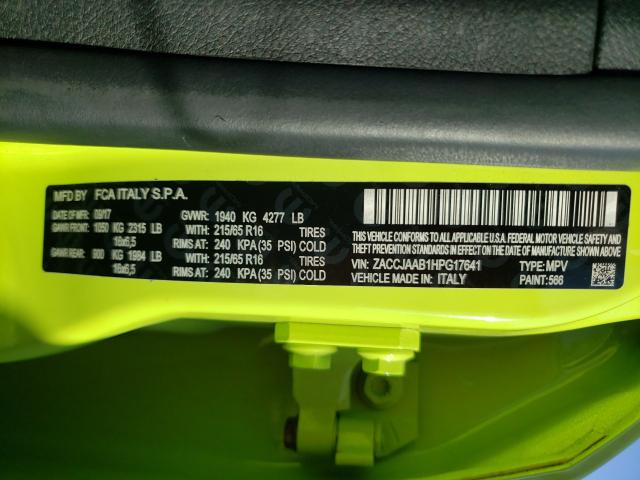 MFD BY FCA ITALY S.P.A.
DATE OF MFR: 09/17 GVWR: 1940 KG 4277 LB
GAWR FRONT: 1050 KG 2315 LB WITH 215/65 R16 TIRES
16x6,5 RIMS AT: 240 KPA(35 PSI) COLD
GAWR REAR: 900 KG 1984 LB WITH 215/65 R16 TIRES
16x6,5 RIMS AT: 240 KPA(35 PSI) COLD
THIS VEHICLE CONFORMS TO ALL APPLICABLE U.S.A. FEDERAL MOTOR VEHICLE SAFETY AND
THEFT PREVENTION STANDARDS IN EFFECT ON THE DATE OF MANUFACTURE SHOWN ABOVE.
VIN: ZACCJAAB1HPG17641 TYPE: MPV
VEHICLE MADE IN: ITALY PAINT: 566